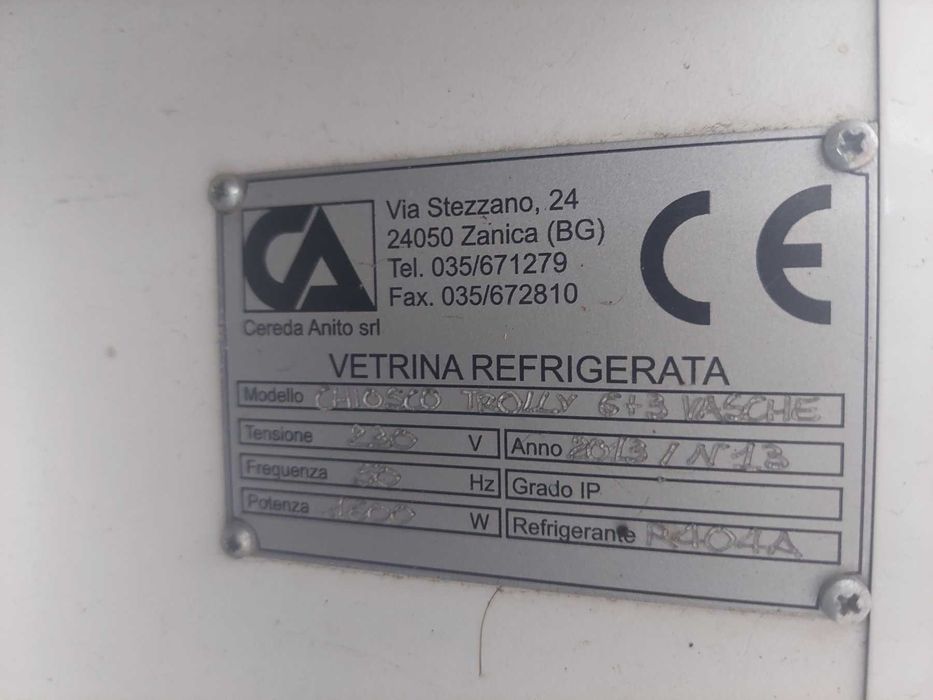 CA
Cereda Anito srl
Via Stezzano, 24
24050 Zanica (BG)
Tel. 035/671279
Fax. 035/672810
CE
VETRINA REFRIGERATA
Modello CHIOSCO TROLLY 6+3 VASCHE
Tensione 230 V
Anno 2013 / N°13
Frequenza 50 Hz
Grado IP
Potenza 1800 W
Refrigerante R404A